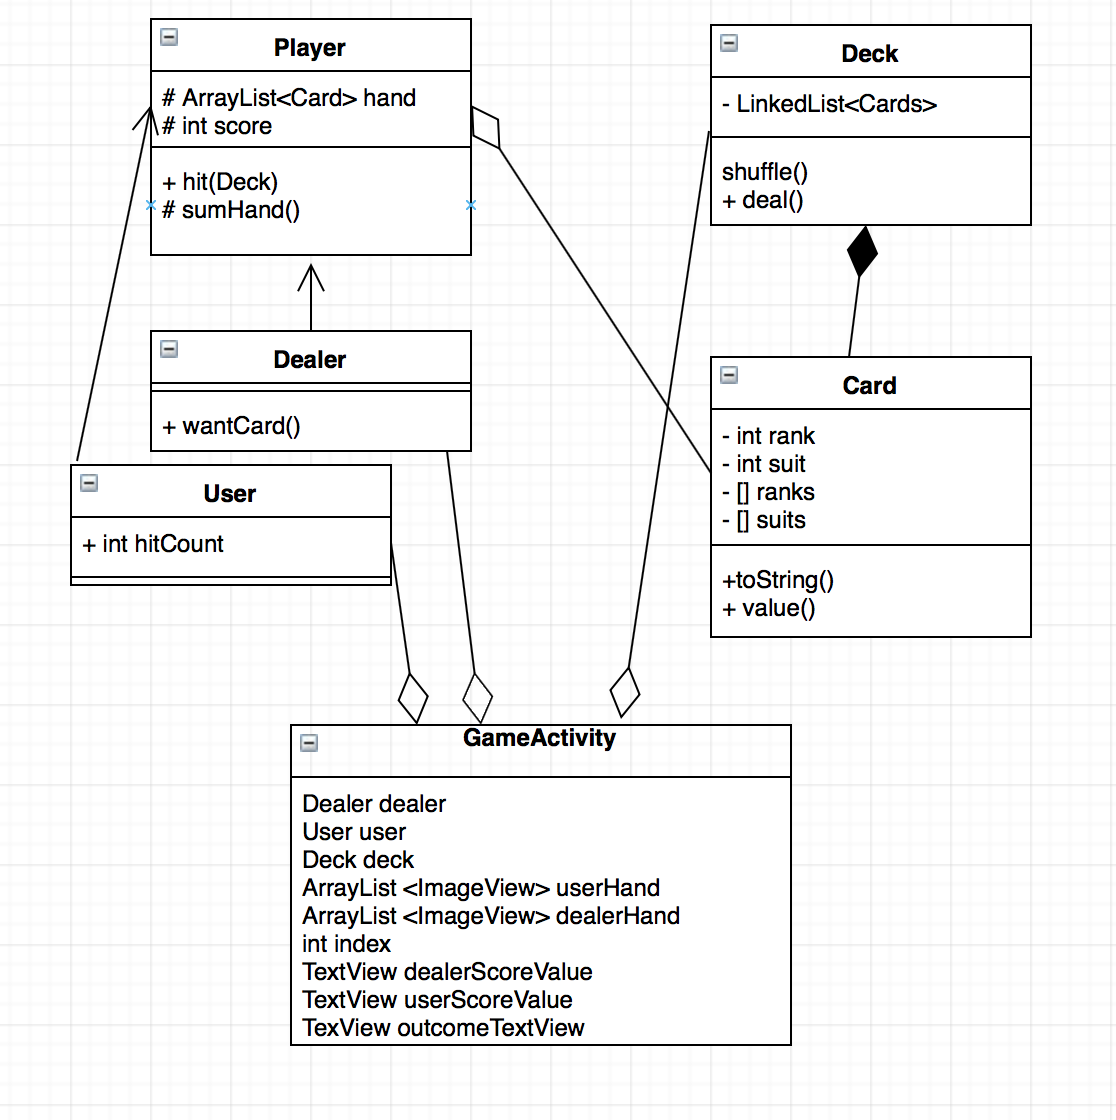 Player
# ArrayList<Card> hand
# int score
+ hit(Deck)
# sumHand()
Deck
- LinkedList<Cards>
shuffle()
+ deal()
Dealer
+ wantCard()
Card
- int rank
- int suit
- [] ranks
- [] suits
+toString()
+ value()
User
+ int hitCount
GameActivity
Dealer dealer
User user
Deck deck
ArrayList <ImageView> userHand
ArrayList <ImageView> dealerHand
int index
TextView dealerScoreValue
TextView userScoreValue
TexView outcomeTextView